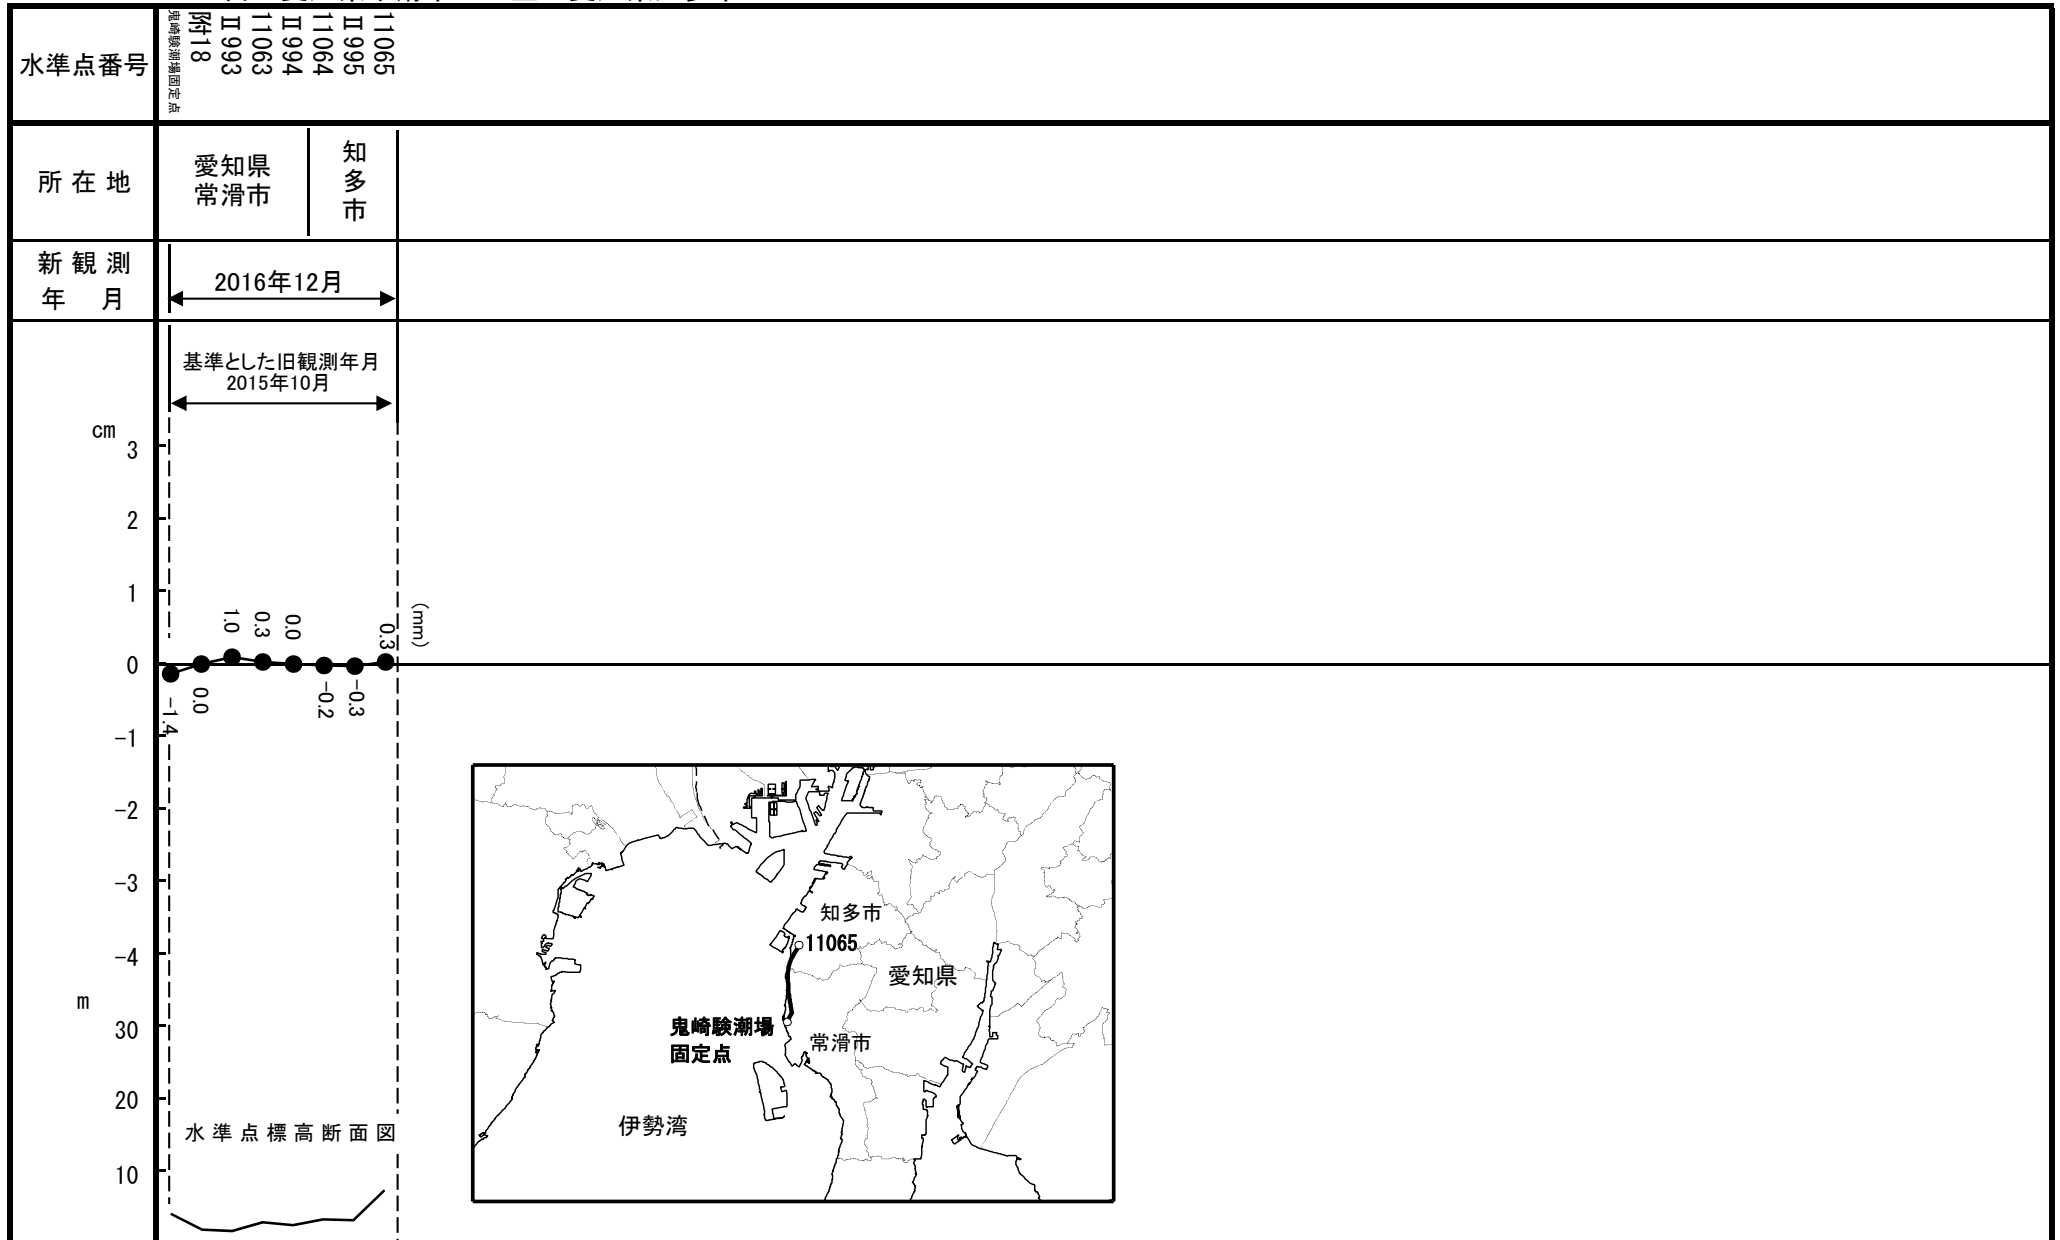 水準点番号
鬼崎験潮場固定点
附18
Ⅱ993
11063
Ⅱ994
11064
Ⅱ995
11065
所 在 地
愛知県
常滑市
知多市
新 観 測
年 月
2016年12月
基準とした旧観測年月
2015年10月
cm
3
2
1
0
-1
-2
-3
-4
m
30
20
10
(mm)
-1.4
0.0
1.0
0.3
0.0
-0.2
-0.3
0.3
水準点標高断面図
知多市
11065
愛知県
鬼崎験潮場
固定点
常滑市
伊勢湾